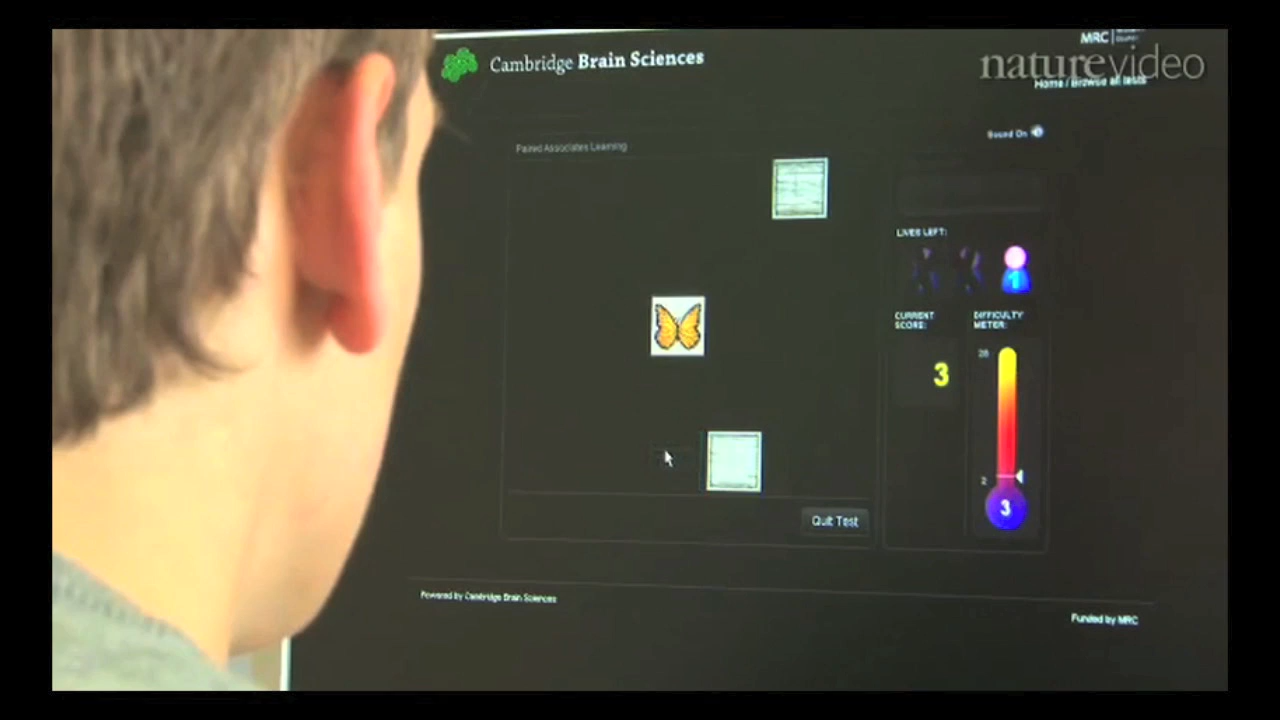 MRC
Cambridge Brain Sciences
naturevideo
Home / Browse all tests
Sound On
Paired Associates Learning
LIVES LEFT:
1
CURRENT SCORE:
DIFFICULTY METER:
28
3
2
3
Quit Test
Powered by Cambridge Brain Sciences
Funded by MRC